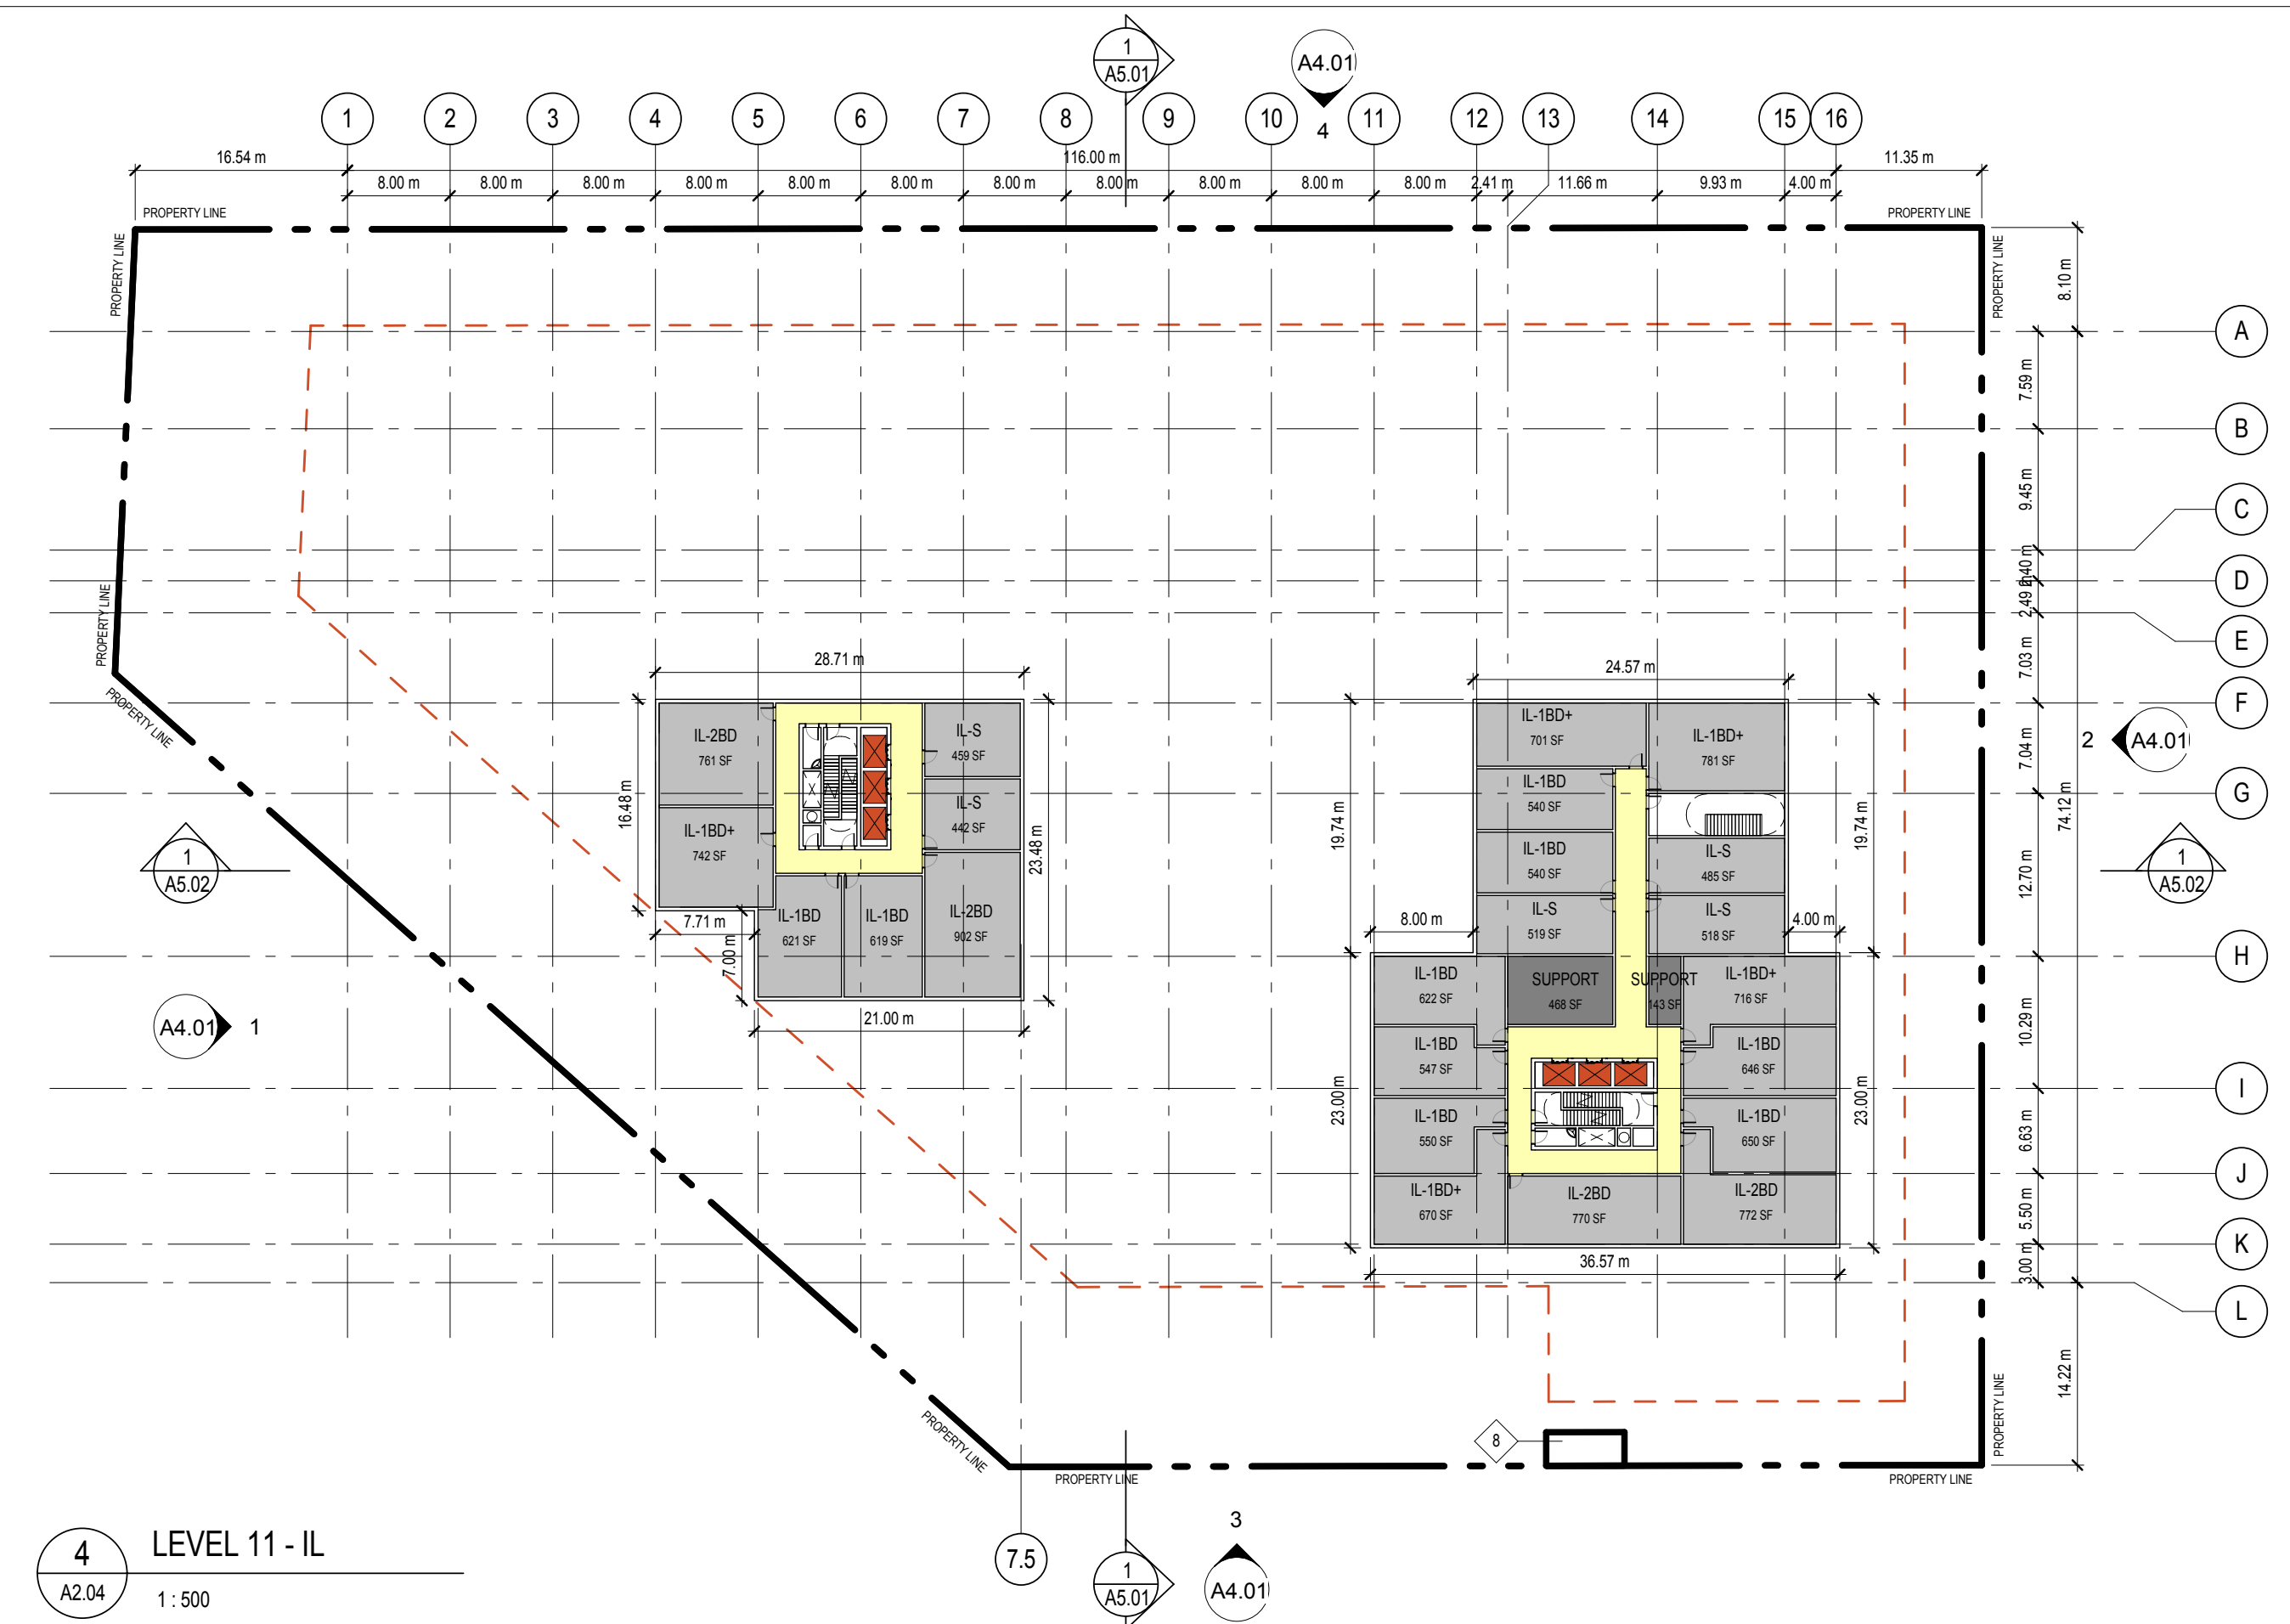 1
A5.01
A4.01
4
1
2
3
4
5
6
7
8
9
10
11
12
13
14
15
16
16.54 m
116.00 m
11.35 m
8.00 m
8.00 m
8.00 m
8.00 m
8.00 m
8.00 m
8.00 m
8.00 m
8.00 m
8.00 m
8.00 m
2.41 m
11.66 m
9.93 m
4.00 m
PROPERTY LINE
PROPERTY LINE
PROPERTY LINE
PROPERTY LINE
8.10 m
A
7.59 m
B
9.45 m
C
2.40 m
D
2.49 m
E
7.03 m
F
7.04 m
G
74.12 m
12.70 m
H
10.29 m
I
6.63 m
J
5.50 m
K
3.00 m
L
14.22 m
PROPERTY LINE
PROPERTY LINE
2
A4.01
1
A5.02
1
A5.02
A4.01
1
28.71 m
16.48 m
23.48 m
7.71 m
7.00 m
21.00 m
IL-2BD
761 SF
IL-S
459 SF
IL-S
442 SF
IL-1BD+
742 SF
IL-1BD
621 SF
IL-1BD
619 SF
IL-2BD
902 SF
24.57 m
19.74 m
19.74 m
8.00 m
4.00 m
23.00 m
23.00 m
36.57 m
IL-1BD+
701 SF
IL-1BD+
781 SF
IL-1BD
540 SF
IL-1BD
540 SF
IL-S
485 SF
IL-S
519 SF
IL-S
518 SF
IL-1BD
622 SF
SUPPORT
468 SF
SUPPORT
143 SF
IL-1BD+
716 SF
IL-1BD
547 SF
IL-1BD
646 SF
IL-1BD
550 SF
IL-1BD
650 SF
IL-1BD+
670 SF
IL-2BD
770 SF
IL-2BD
772 SF
8
PROPERTY LINE
PROPERTY LINE
PROPERTY LINE
PROPERTY LINE
7.5
1
A5.01
3
A4.01
4
A2.04
LEVEL 11 - IL
1 : 500